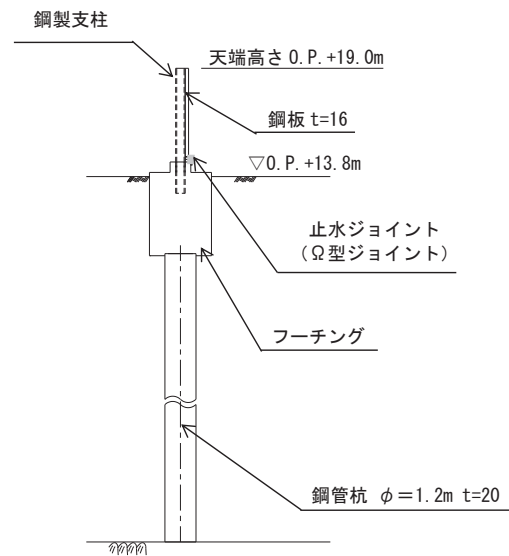 鋼製支柱
天端高さ O.P.+19.0m
鋼板 t=16
▽O.P.+13.8m
止水ジョイント
（Ω型ジョイント）
フーチング
鋼管杭 φ＝1.2m t=20